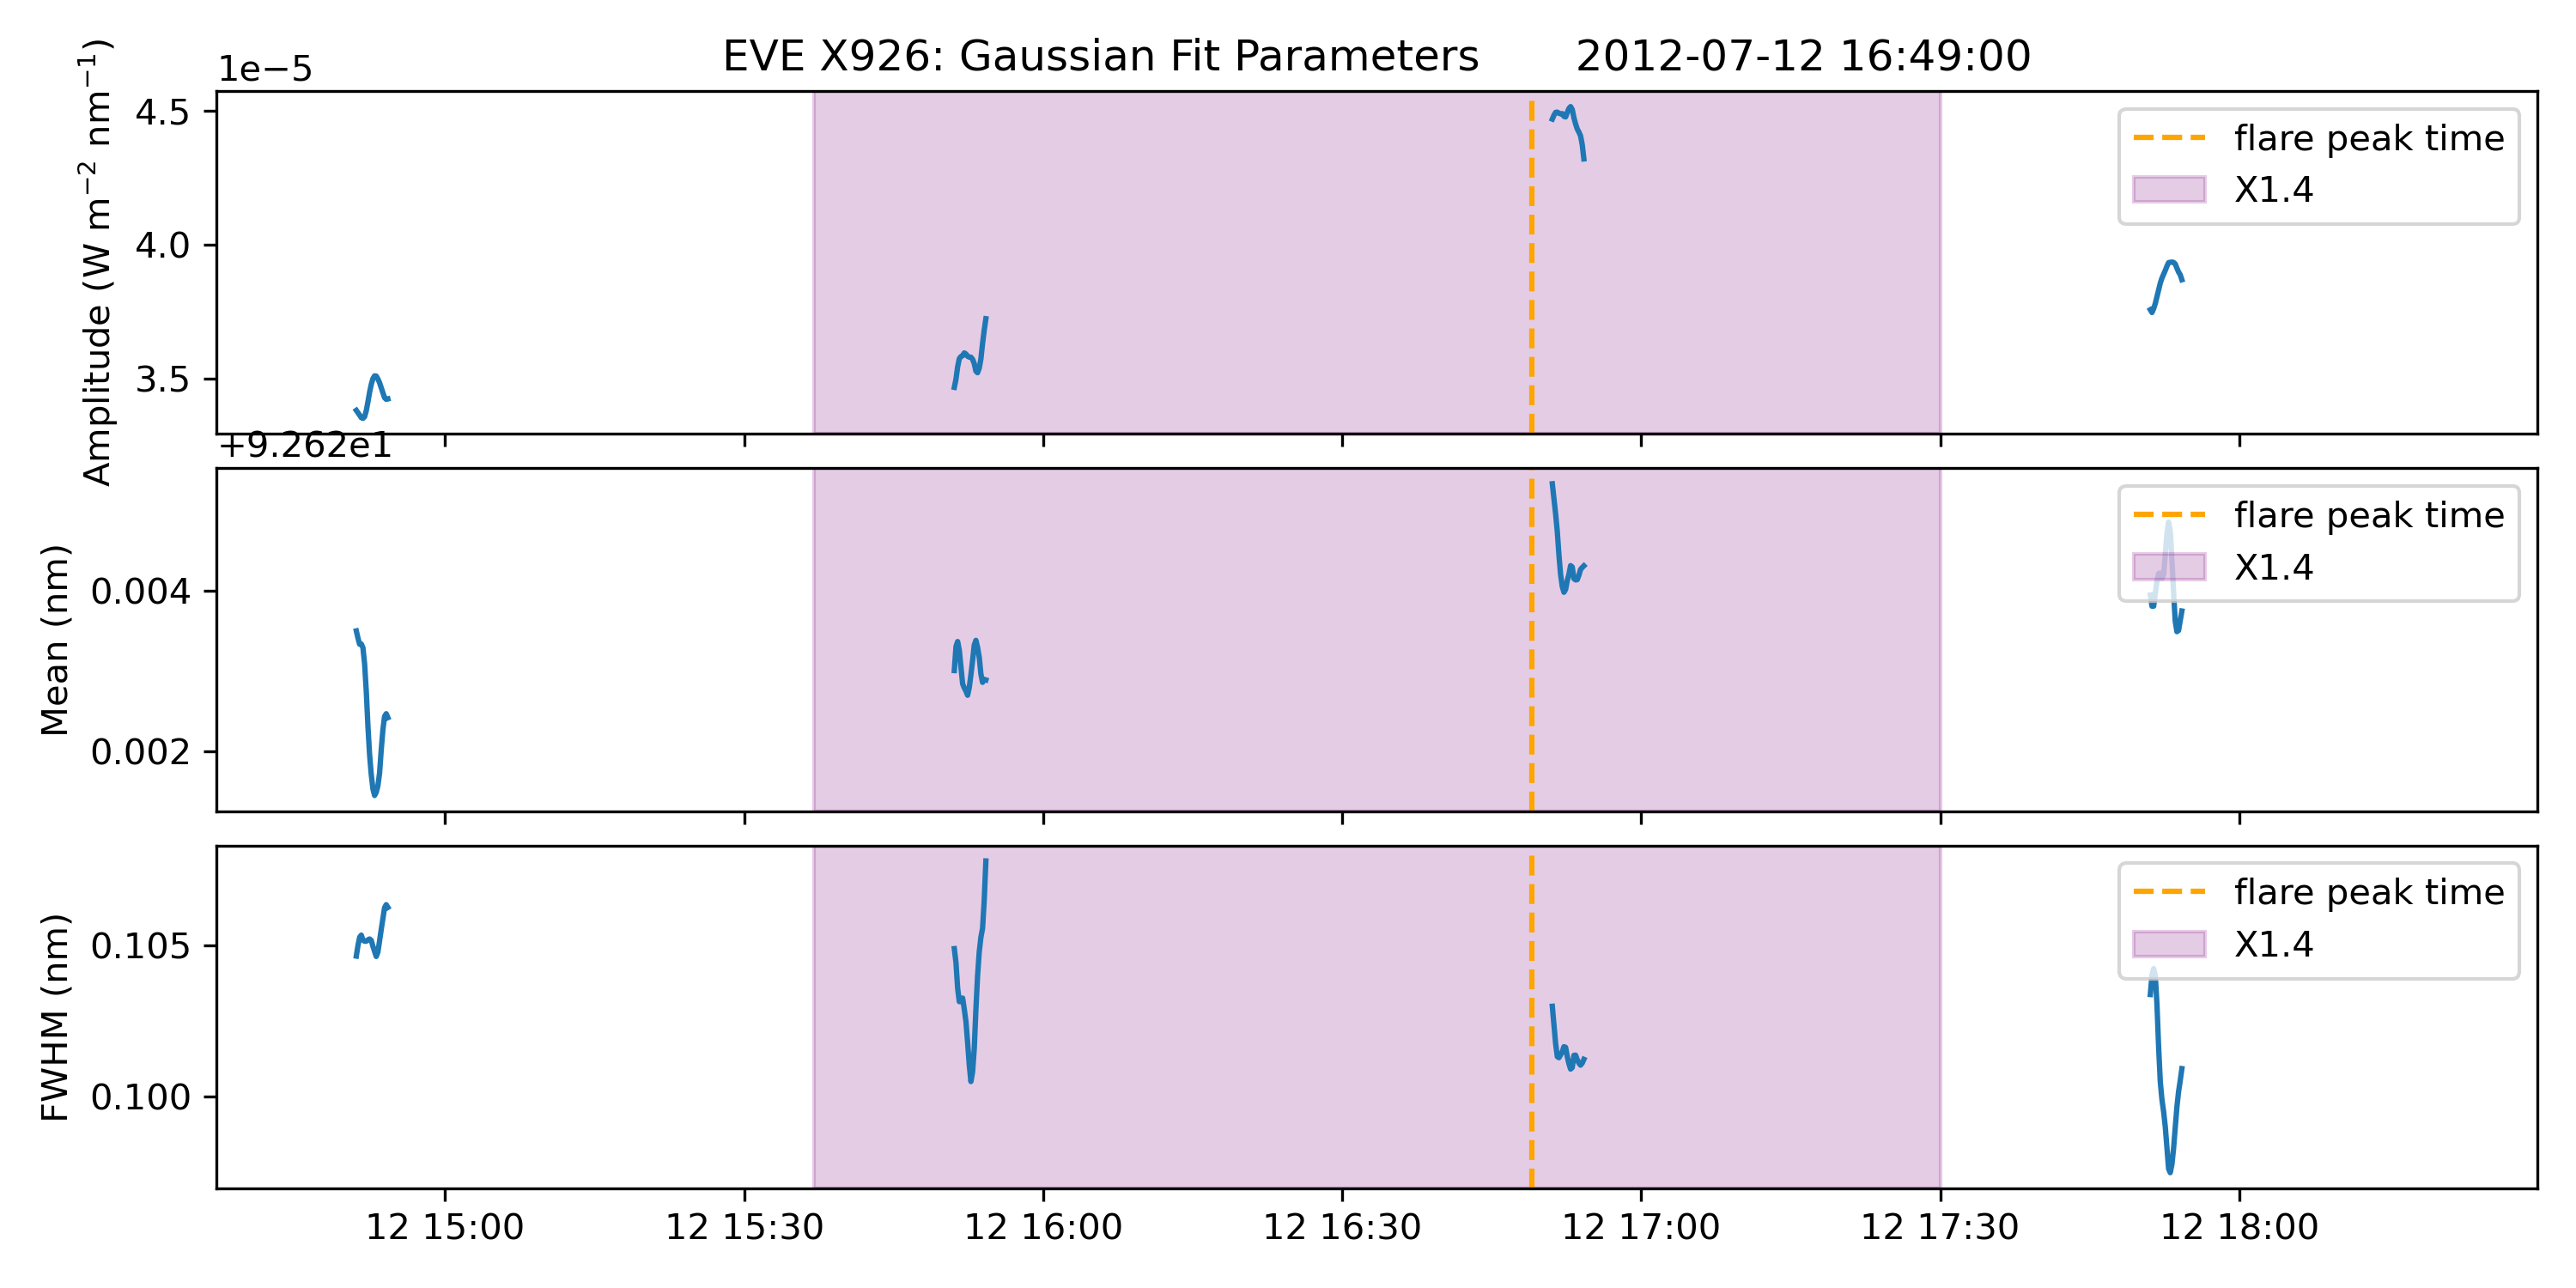 EVE X926: Gaussian Fit Parameters 2012-07-12 16:49:00
1e−5
Amplitude (W m⁻² nm⁻¹)
4.5
4.0
3.5
flare peak time
X1.4
+9.262e1
Mean (nm)
0.004
0.002
flare peak time
X1.4
FWHM (nm)
0.105
0.100
flare peak time
X1.4
12 15:00 12 15:30 12 16:00 12 16:30 12 17:00 12 17:30 12 18:00